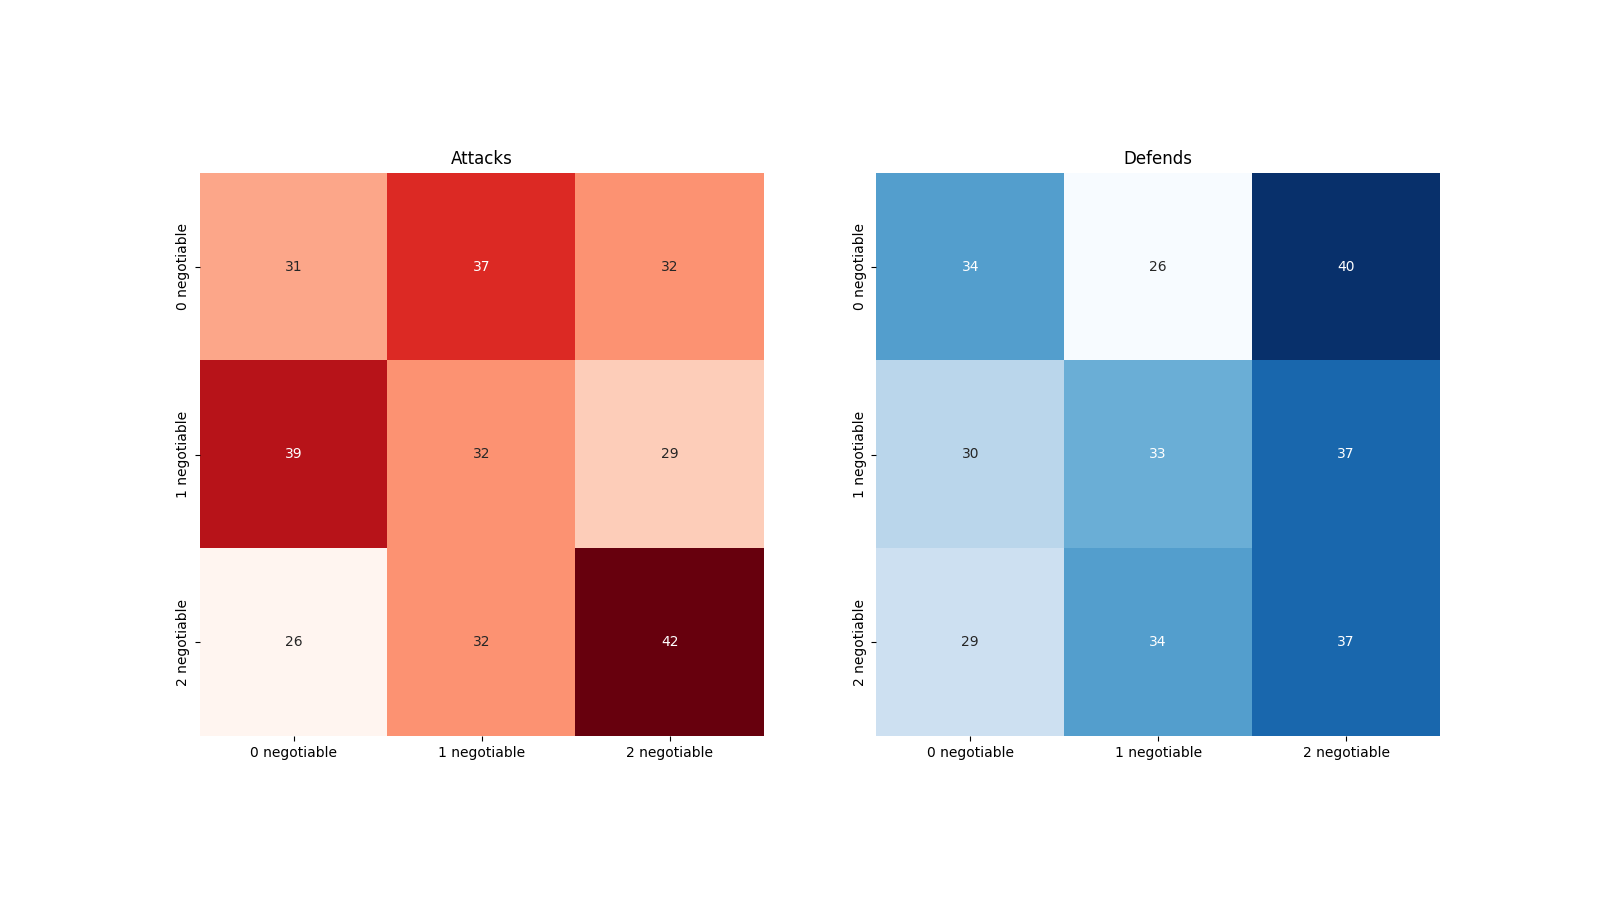 Attacks
0 negotiable
31 37 32
1 negotiable
39 32 29
2 negotiable
26 32 42
0 negotiable 1 negotiable 2 negotiable
Defends
0 negotiable
34 26 40
1 negotiable
30 33 37
2 negotiable
29 34 37
0 negotiable 1 negotiable 2 negotiable